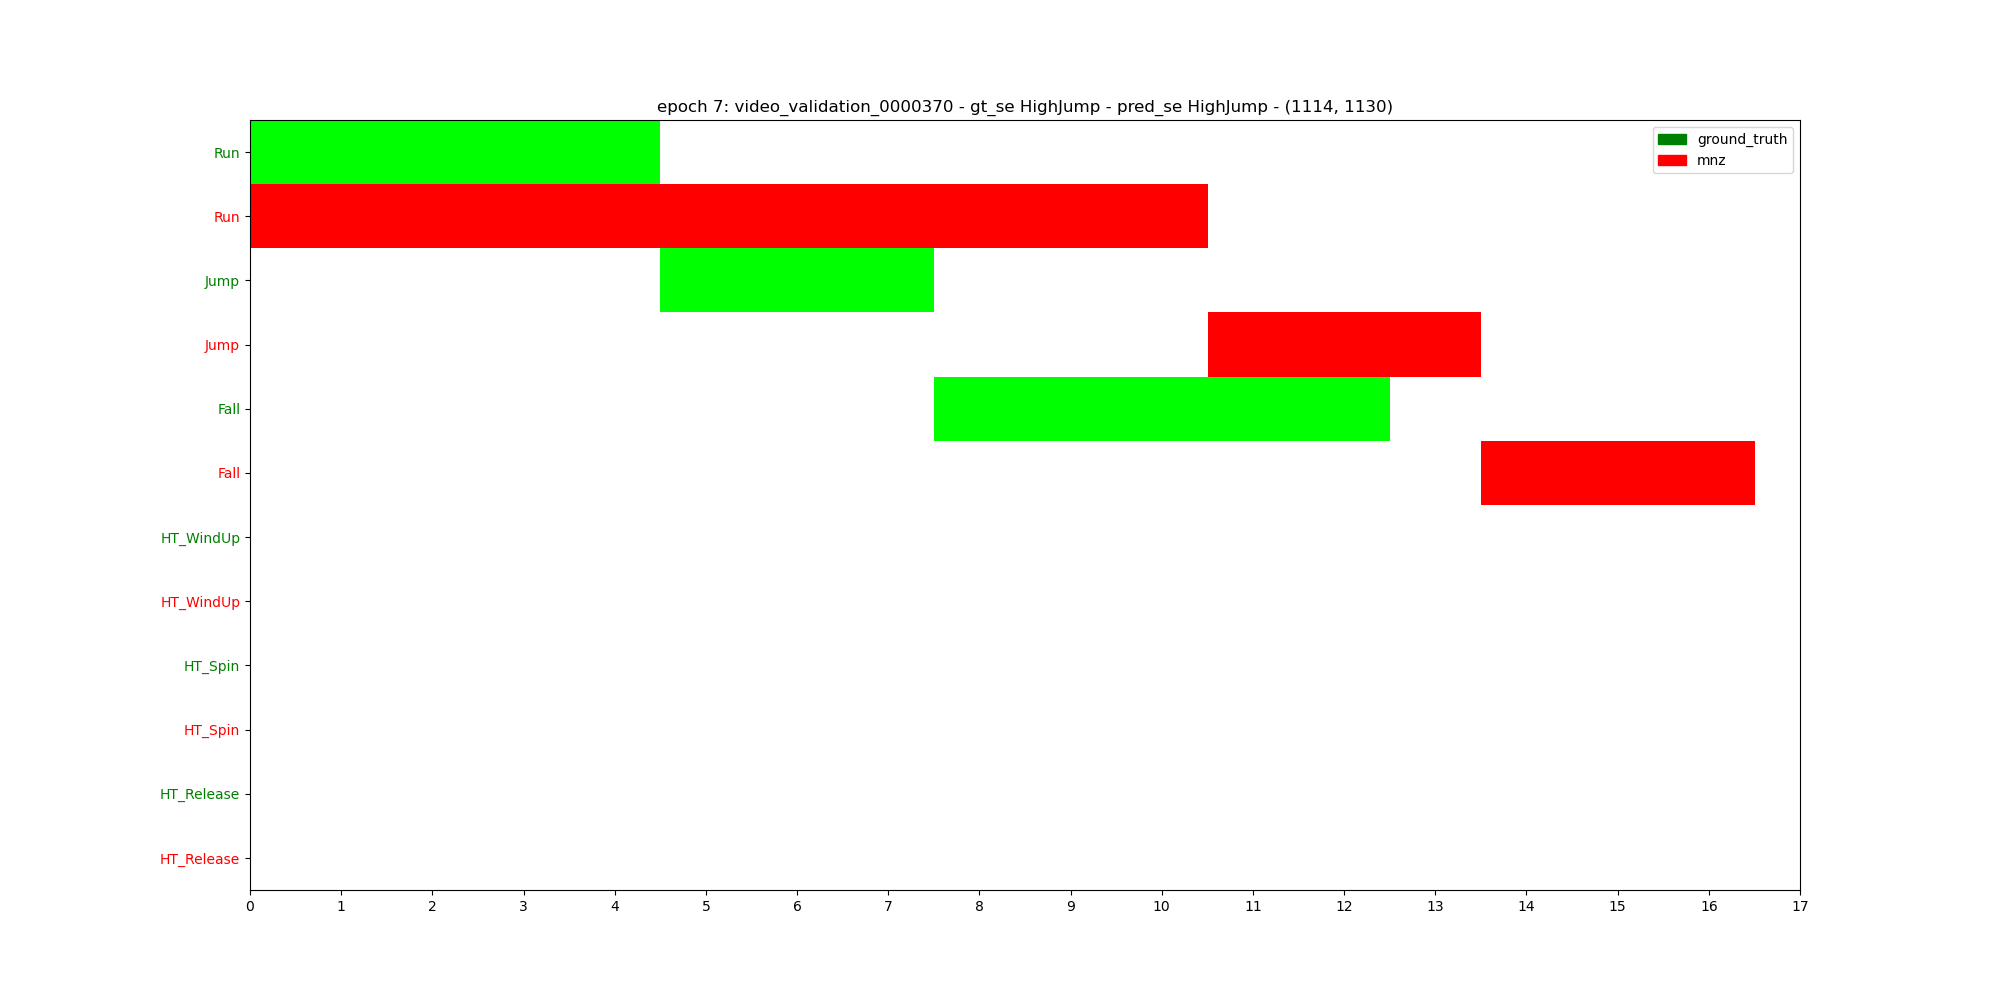 epoch 7: video_validation_0000370 - gt_se HighJump - pred_se HighJump - (1114, 1130)
ground_truth
mnz
Run
Run
Jump
Jump
Fall
Fall
HT_WindUp
HT_WindUp
HT_Spin
HT_Spin
HT_Release
HT_Release
0 1 2 3 4 5 6 7 8 9 10 11 12 13 14 15 16 17